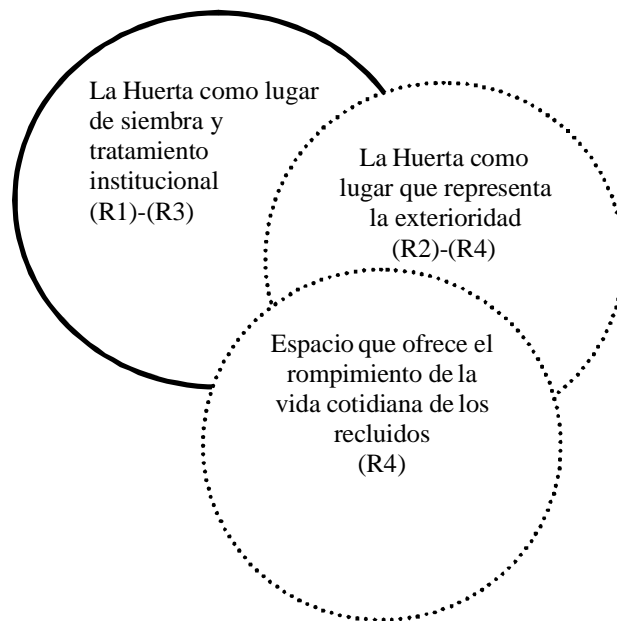 La Huerta como lugar
de siembra y
tratamiento
institucional
(R1)-(R3)
La Huerta como
lugar que representa
la exterioridad
(R2)-(R4)
Espacio que ofrece el
rompimiento de la
vida cotidiana de los
recluidos
(R4)